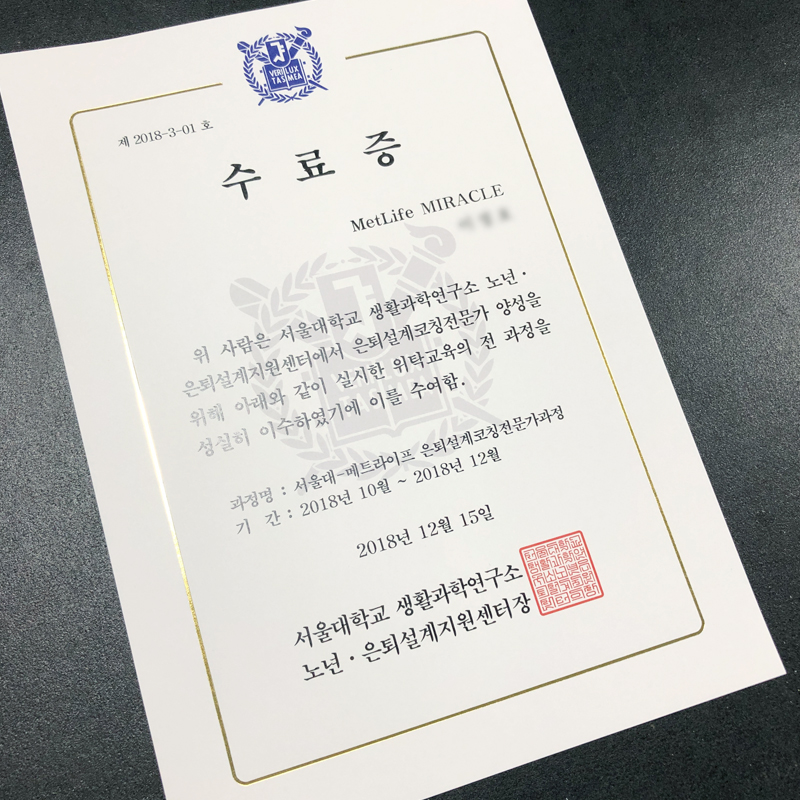 VERI LUX
TAS MEA
제 2018-3-01 호
수 료 증
MetLife MIRACLE
위 사람은 서울대학교 생활과학연구소 노년·
은퇴설계지원센터에서 은퇴설계코칭전문가 양성을
위해 아래와 같이 실시한 위탁교육의 전 과정을
성실히 이수하였기에 이를 수여함.
과정명 : 서울대-메트라이프 은퇴설계코칭전문가과정
기 간 : 2018년 10월 ~ 2018년 12월
2018년 12월 15일
서울대학교 생활과학연구소
노년·은퇴설계지원센터장